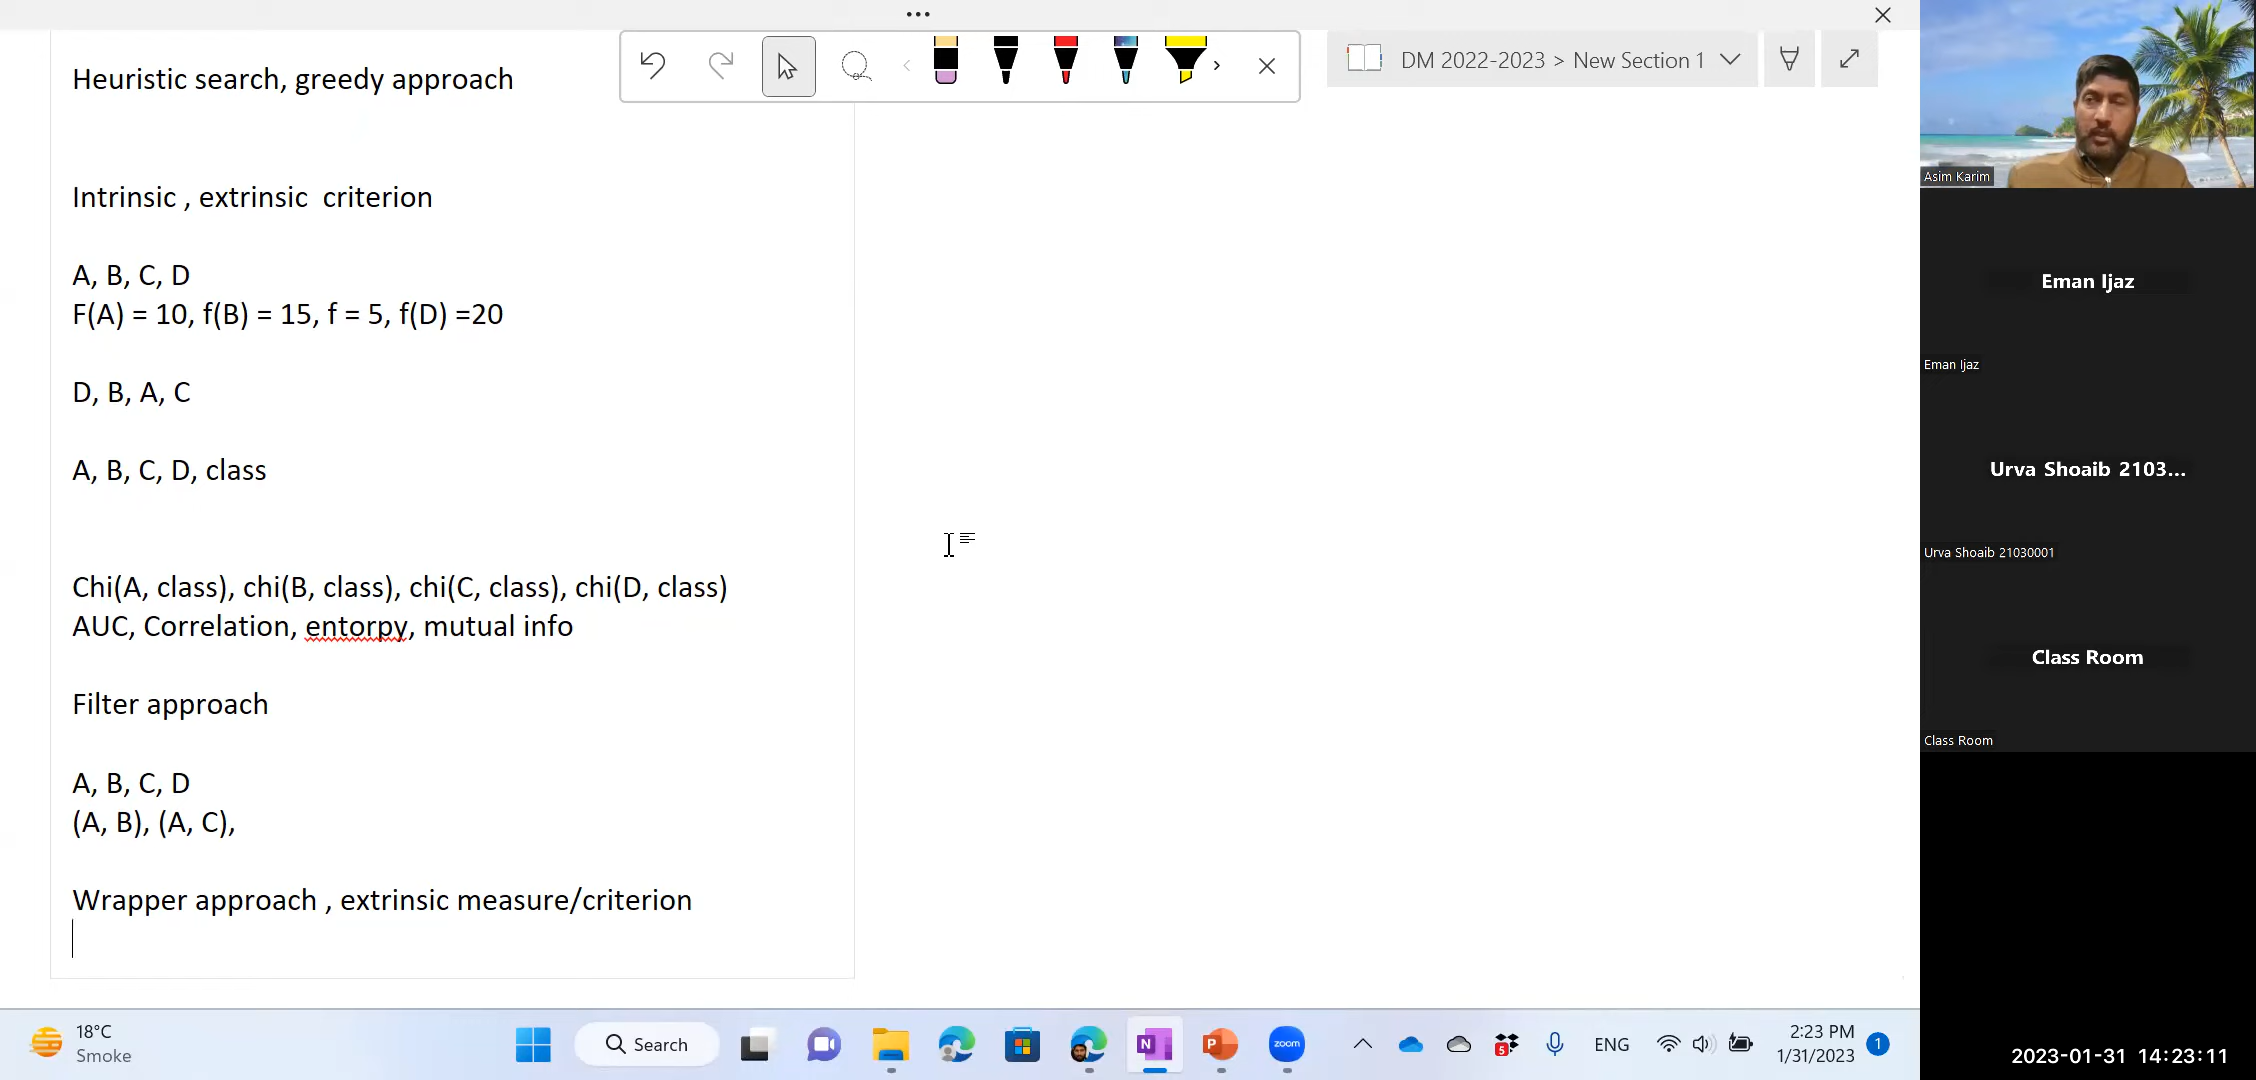 Heuristic search, greedy approach
DM 2022-2023 > New Section 1
Intrinsic , extrinsic  criterion
A, B, C, D
F(A) = 10, f(B) = 15, f = 5, f(D) =20
D, B, A, C
A, B, C, D, class
Chi(A, class), chi(B, class), chi(C, class), chi(D, class)
AUC, Correlation, entorpy, mutual info
Filter approach
A, B, C, D
(A, B), (A, C),
Wrapper approach , extrinsic measure/criterion
Asim Karim
Eman Ijaz
Eman Ijaz
Urva Shoaib 2103...
Urva Shoaib 21030001
Class Room
Class Room
18°C
Smoke
Search
N
P
zoom
5
ENG
2:23 PM
1/31/2023
1
2023-01-31 14:23:11